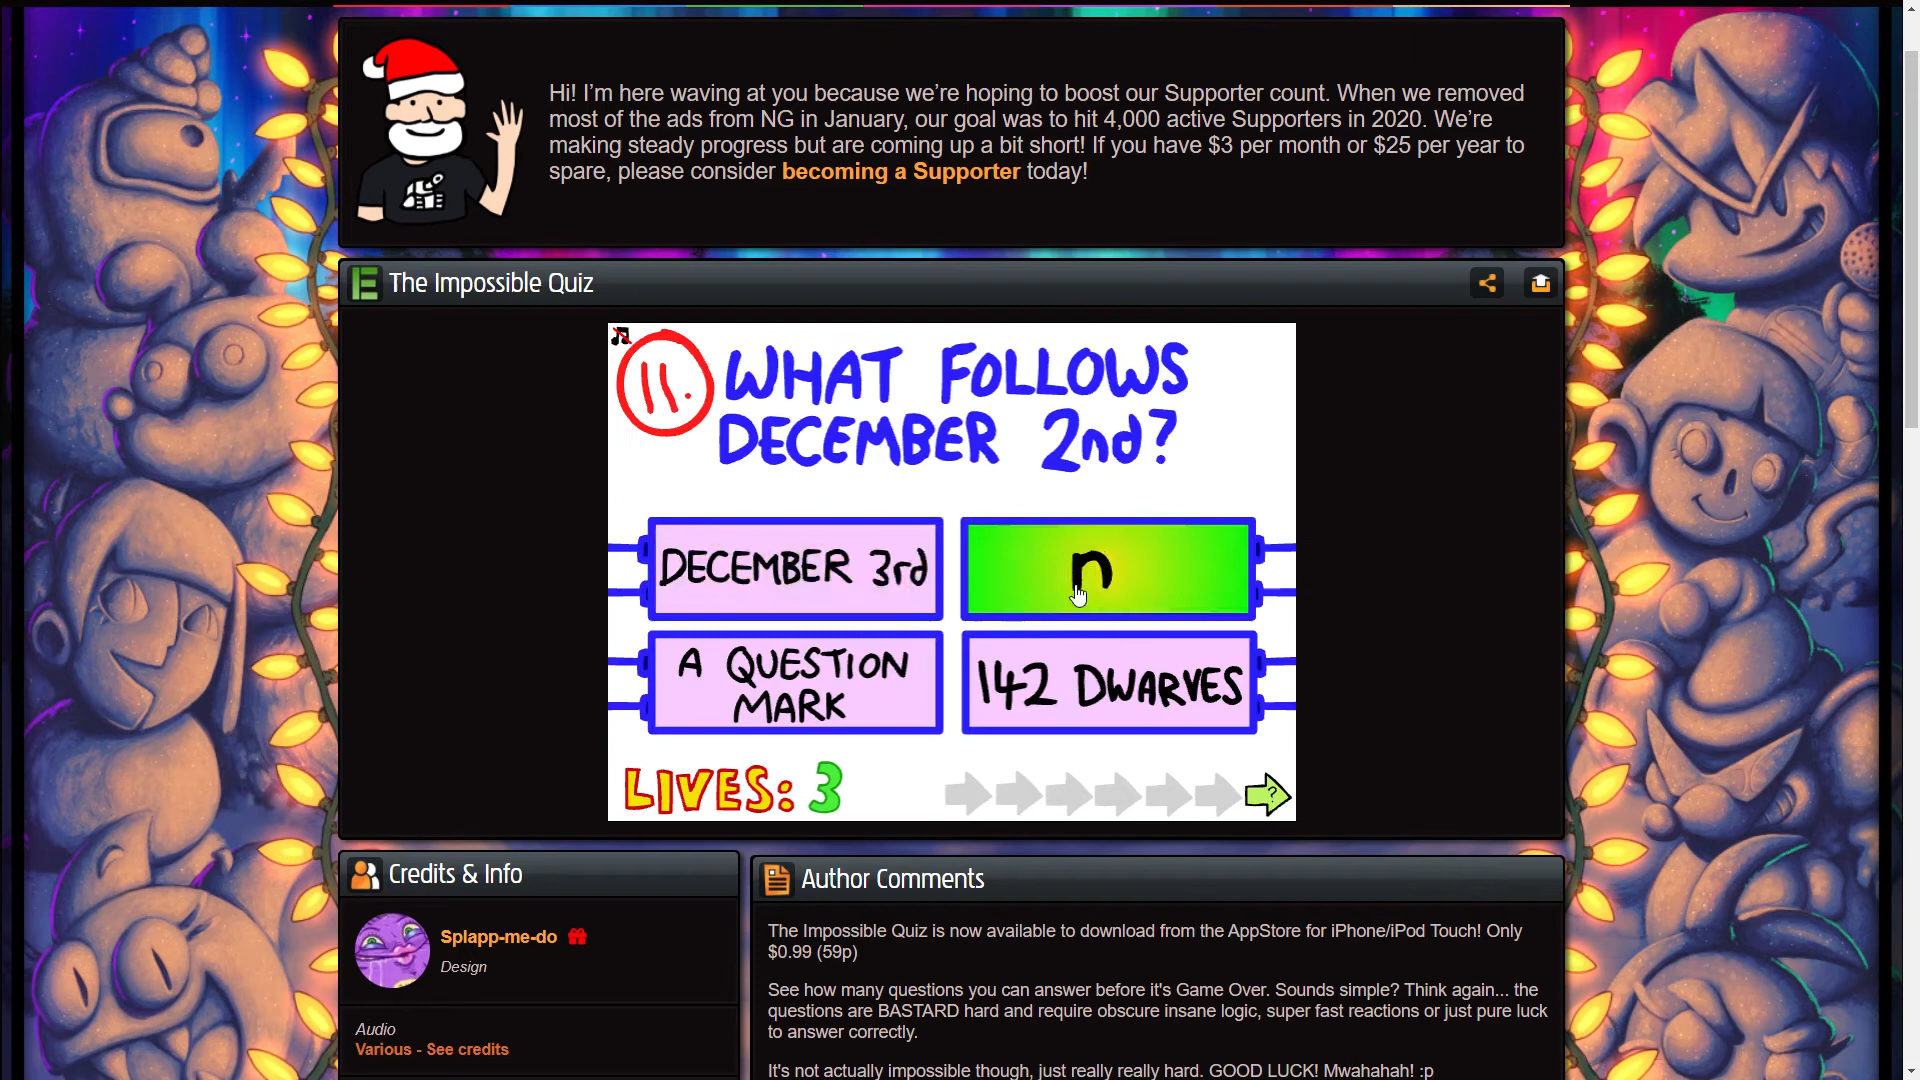 Hi! I'm here waving at you because we're hoping to boost our Supporter count. When we removed
most of the ads from NG in January, our goal was to hit 4,000 active Supporters in 2020. We're
making steady progress but are coming up a bit short! If you have $3 per month or $25 per year to
spare, please consider becoming a Supporter today!
The Impossible Quiz
11. WHAT FOLLOWS
DECEMBER 2nd?
DECEMBER 3rd
n
A QUESTION
MARK
142 DWARVES
LIVES: 3
?
Credits & Info
Splapp-me-do
Design
Audio
Various - See credits
Author Comments
The Impossible Quiz is now available to download from the AppStore for iPhone/iPod Touch! Only
$0.99 (59p)
See how many questions you can answer before it's Game Over. Sounds simple? Think again... the
questions are BASTARD hard and require obscure insane logic, super fast reactions or just pure luck
to answer correctly.
It's not actually impossible though, just really really hard. GOOD LUCK! Mwahahah! :p